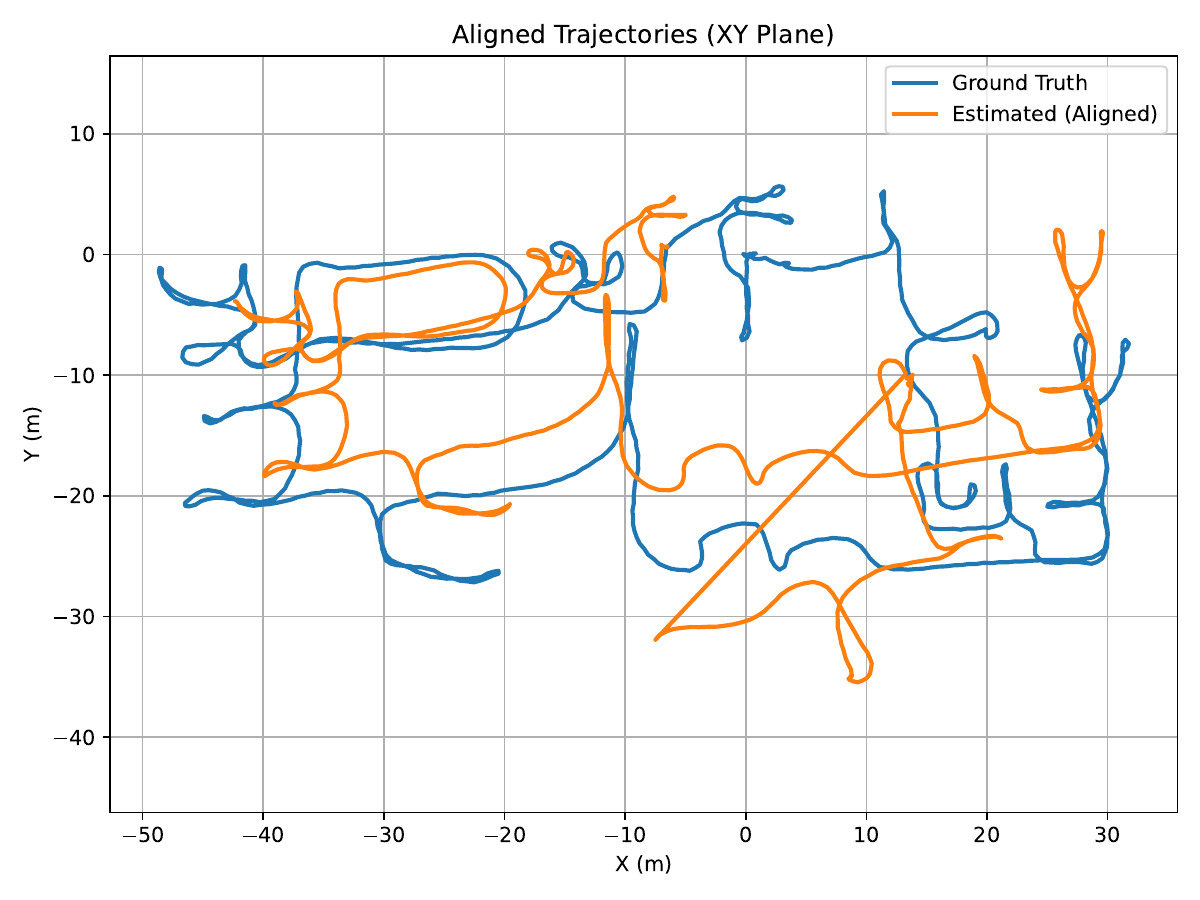 Aligned Trajectories (XY Plane)
Ground Truth
Estimated (Aligned)
10
0
−10
−20
−30
−40
Y (m)
−50 −40 −30 −20 −10 0 10 20 30
X (m)